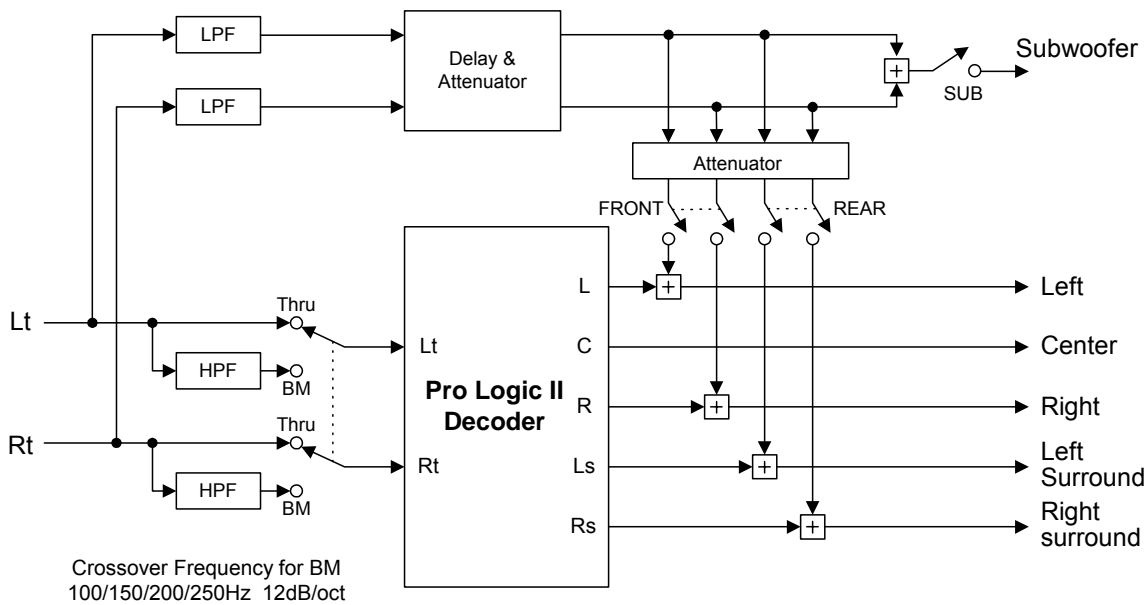 LPF
Delay &
Attenuator
LPF
+
SUB
Subwoofer
Attenuator
FRONT
REAR
Lt
Thru
HPF
BM
Lt
Rt
Thru
HPF
BM
Rt
Pro Logic II
Decoder
L
+
Left
C
Center
R
+
Right
Ls
+
Left
Surround
Rs
+
Right
surround
Crossover Frequency for BM
100/150/200/250Hz 12dB/oct